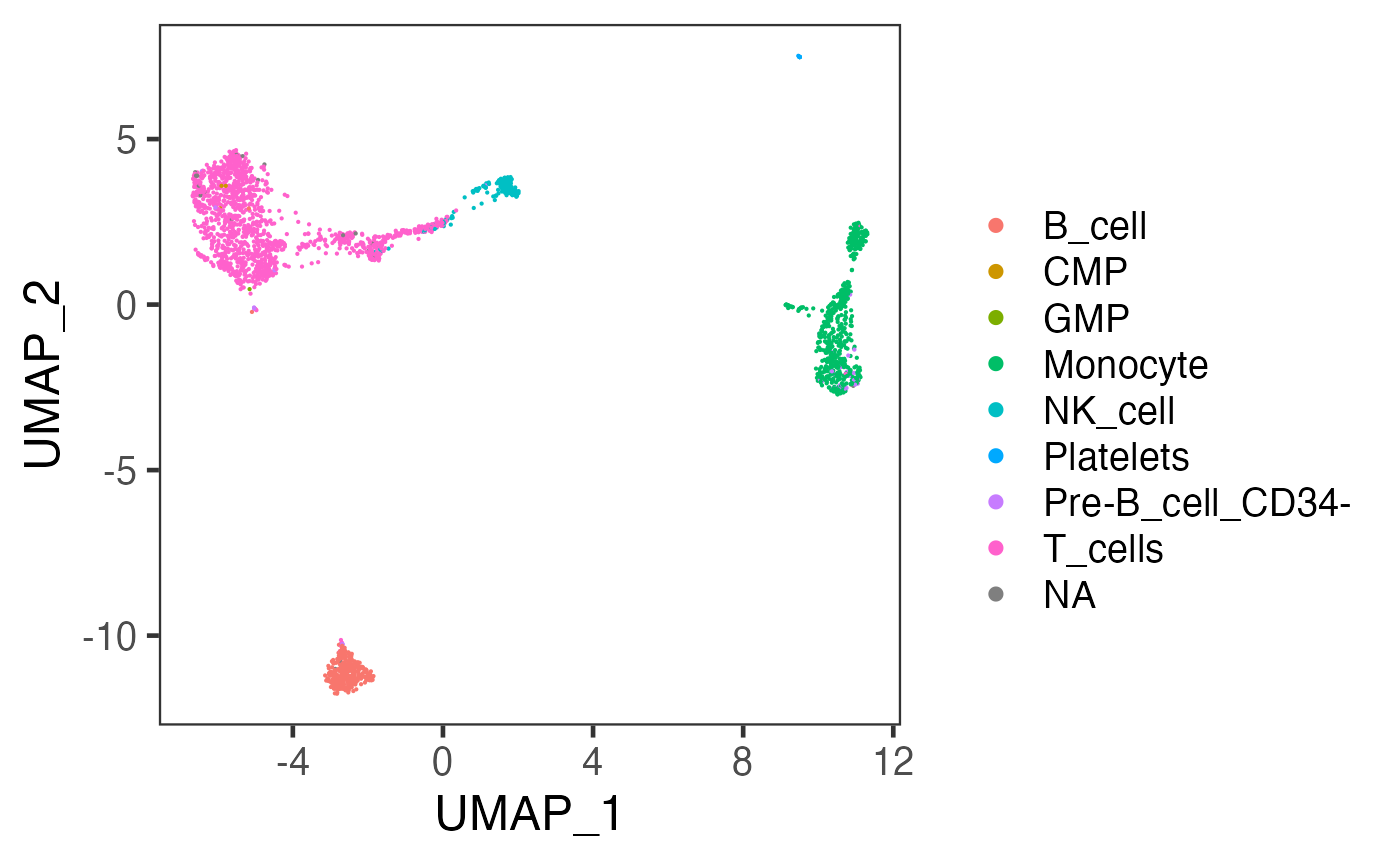 UMAP_2
5
0
-5
-10
-4
0
4
8
12
UMAP_1
B_cell
CMP
GMP
Monocyte
NK_cell
Platelets
Pre-B_cell_CD34-
T_cells
NA